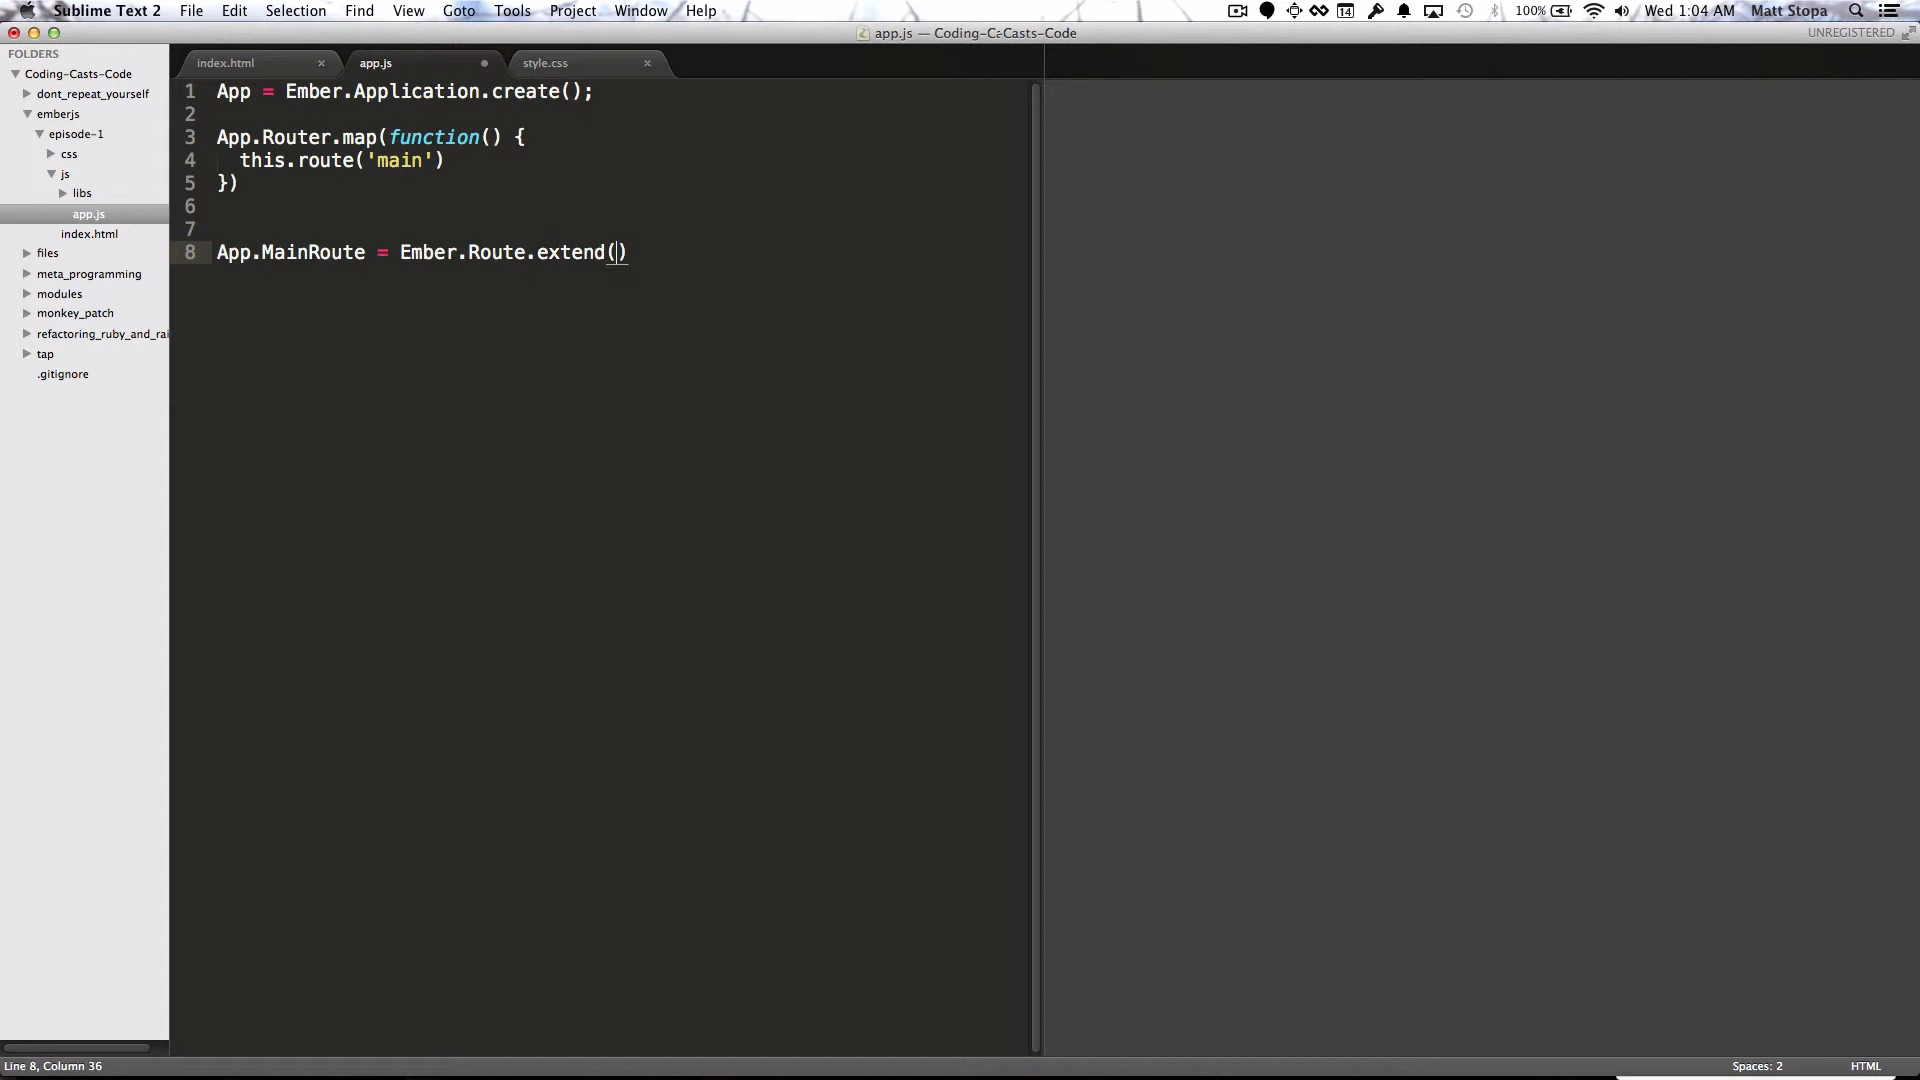 Sublime Text 2 File Edit Selection Find View Goto Tools Project Window Help 14 100% Wed 1:04 AM Matt Stopa
app.js — Coding-Casts-Code UNREGISTERED
FOLDERS
Coding-Casts-Code
dont_repeat_yourself
emberjs
episode-1
css
js
libs
app.js
index.html
files
meta_programming
modules
monkey_patch
refactoring_ruby_and_rai
tap
.gitignore
index.html × app.js style.css ×
1 App = Ember.Application.create();
2
3 App.Router.map(function() {
4 this.route('main')
5 })
6
7
8 App.MainRoute = Ember.Route.extend()
Line 8, Column 36 Spaces: 2 HTML